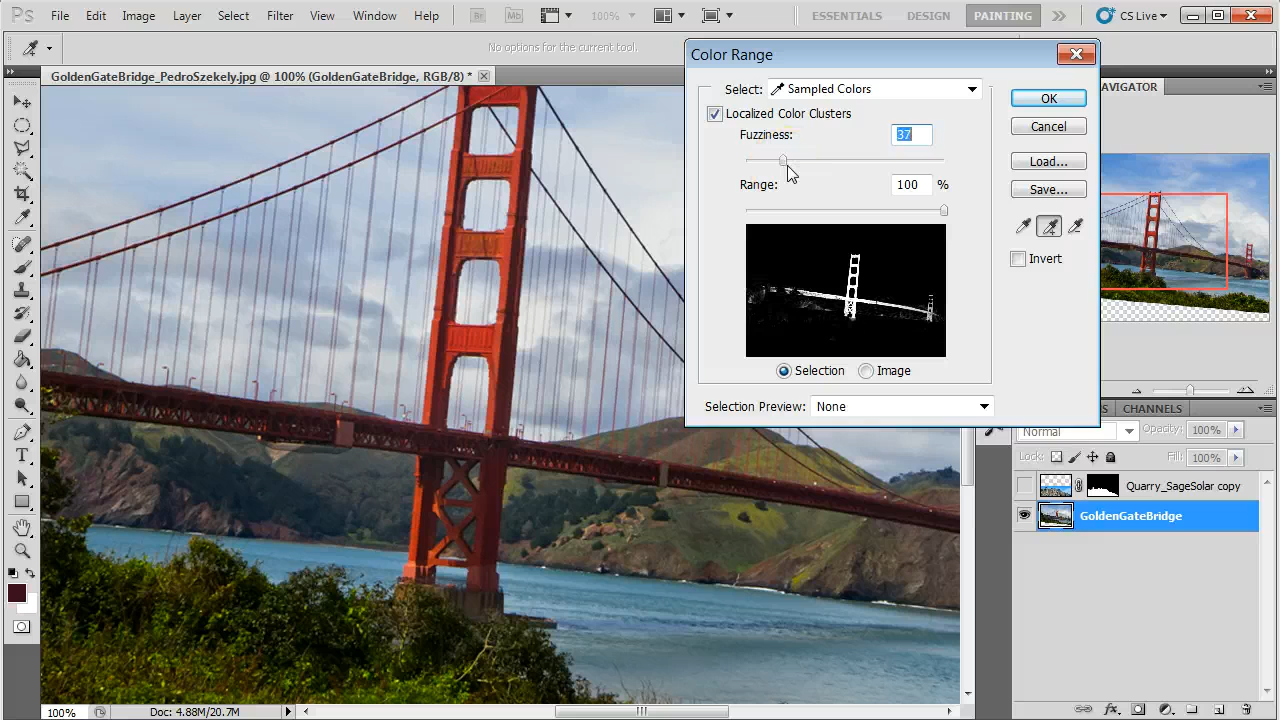 Ps File Edit Image Layer Select Filter View Window Help Br Mb 100% ESSENTIALS DESIGN PAINTING CS Live
No options for the current tool.
GoldenGateBridge_PedroSzekely.jpg @ 100% (GoldenGateBridge, RGB/8) *
Color Range
Select: Sampled Colors
OK
Localized Color Clusters
Fuzziness: 37
Cancel
Load...
Range: 100 %
Save...
Invert
Selection Image
Selection Preview: None
AVIGATOR
S CHANNELS
Normal Opacity: 100%
Lock: Fill: 100%
Quarry_SageSolar copy
GoldenGateBridge
100% Doc: 4.88M/20.7M